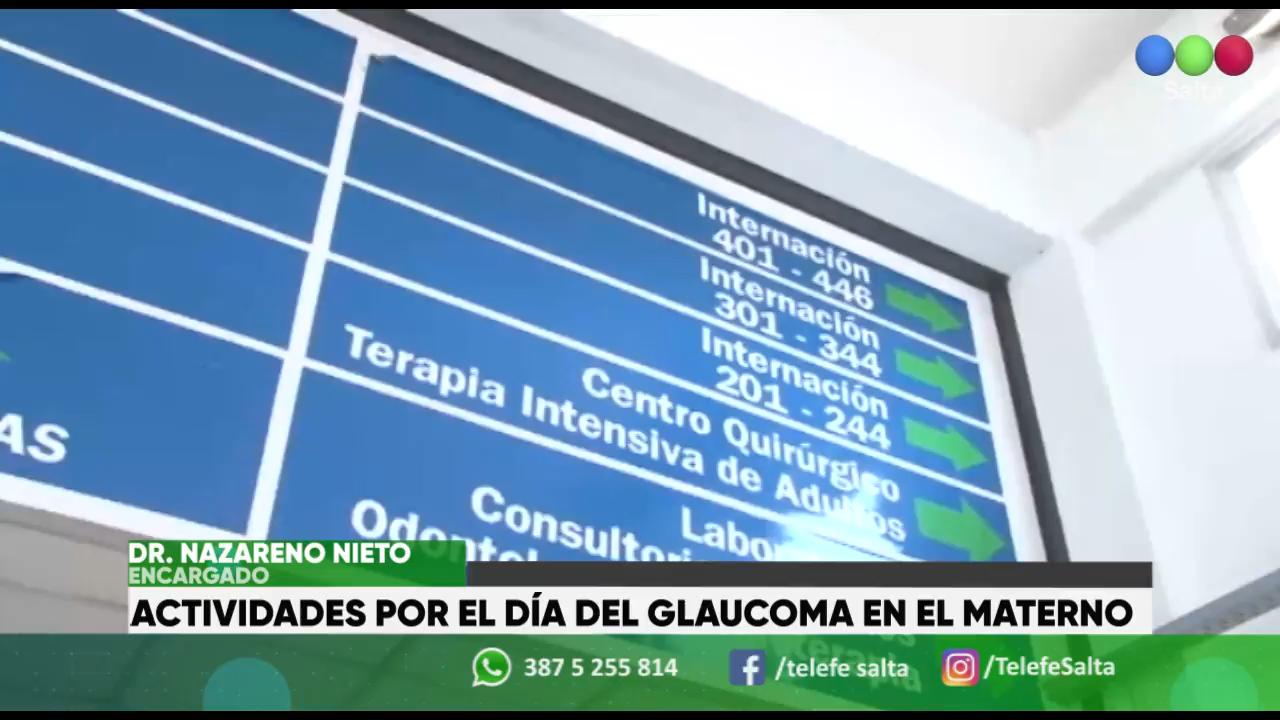 Salta
Internación
401 - 446
Internación
301 - 344
Internación
201 - 244
Centro Quirúrgico
Terapia Intensiva de Adultos
AS
DR. NAZARENO NIETO
ENCARGADO
ACTIVIDADES POR EL DÍA DEL GLAUCOMA EN EL MATERNO
387 5 255 814
/telefe salta
/TelefeSalta